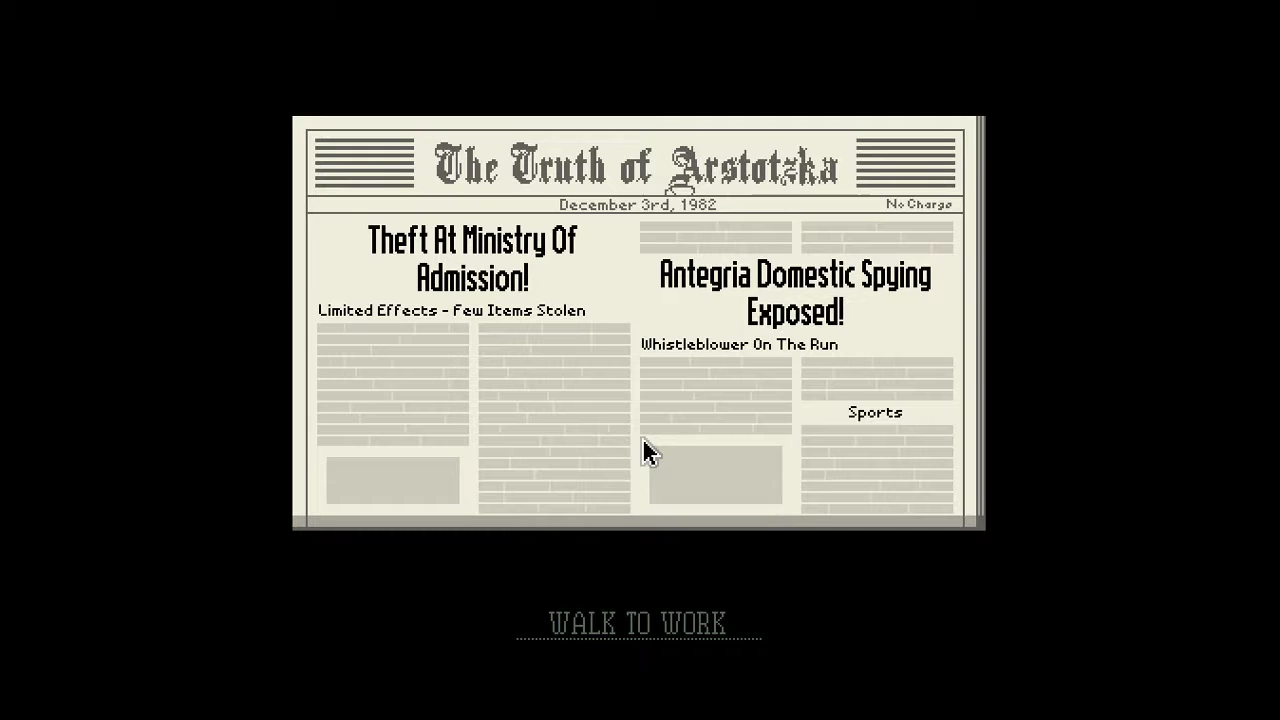 The Truth of Arstotzka
December 3rd, 1982
No Charge
Theft At Ministry Of
Admission!
Limited Effects - Few Items Stolen
Antegria Domestic Spying
Exposed!
Whistleblower On The Run
Sports
WALK TO WORK